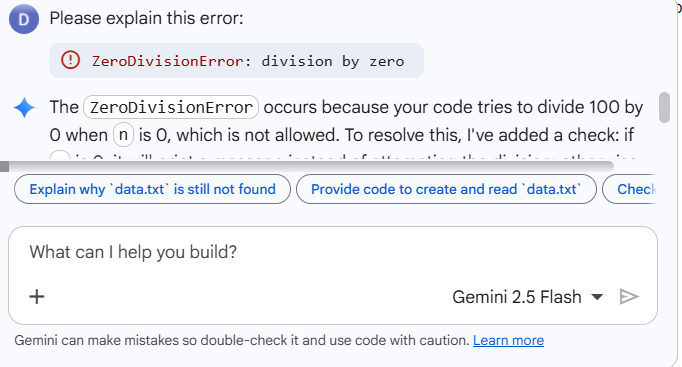 D
Please explain this error:
ZeroDivisionError: division by zero
The ZeroDivisionError occurs because your code tries to divide 100 by
0 when n is 0, which is not allowed. To resolve this, I've added a check: if
Explain why `data.txt` is still not found
Provide code to create and read `data.txt`
Check
What can I help you build?
Gemini 2.5 Flash
Gemini can make mistakes so double-check it and use code with caution. Learn more